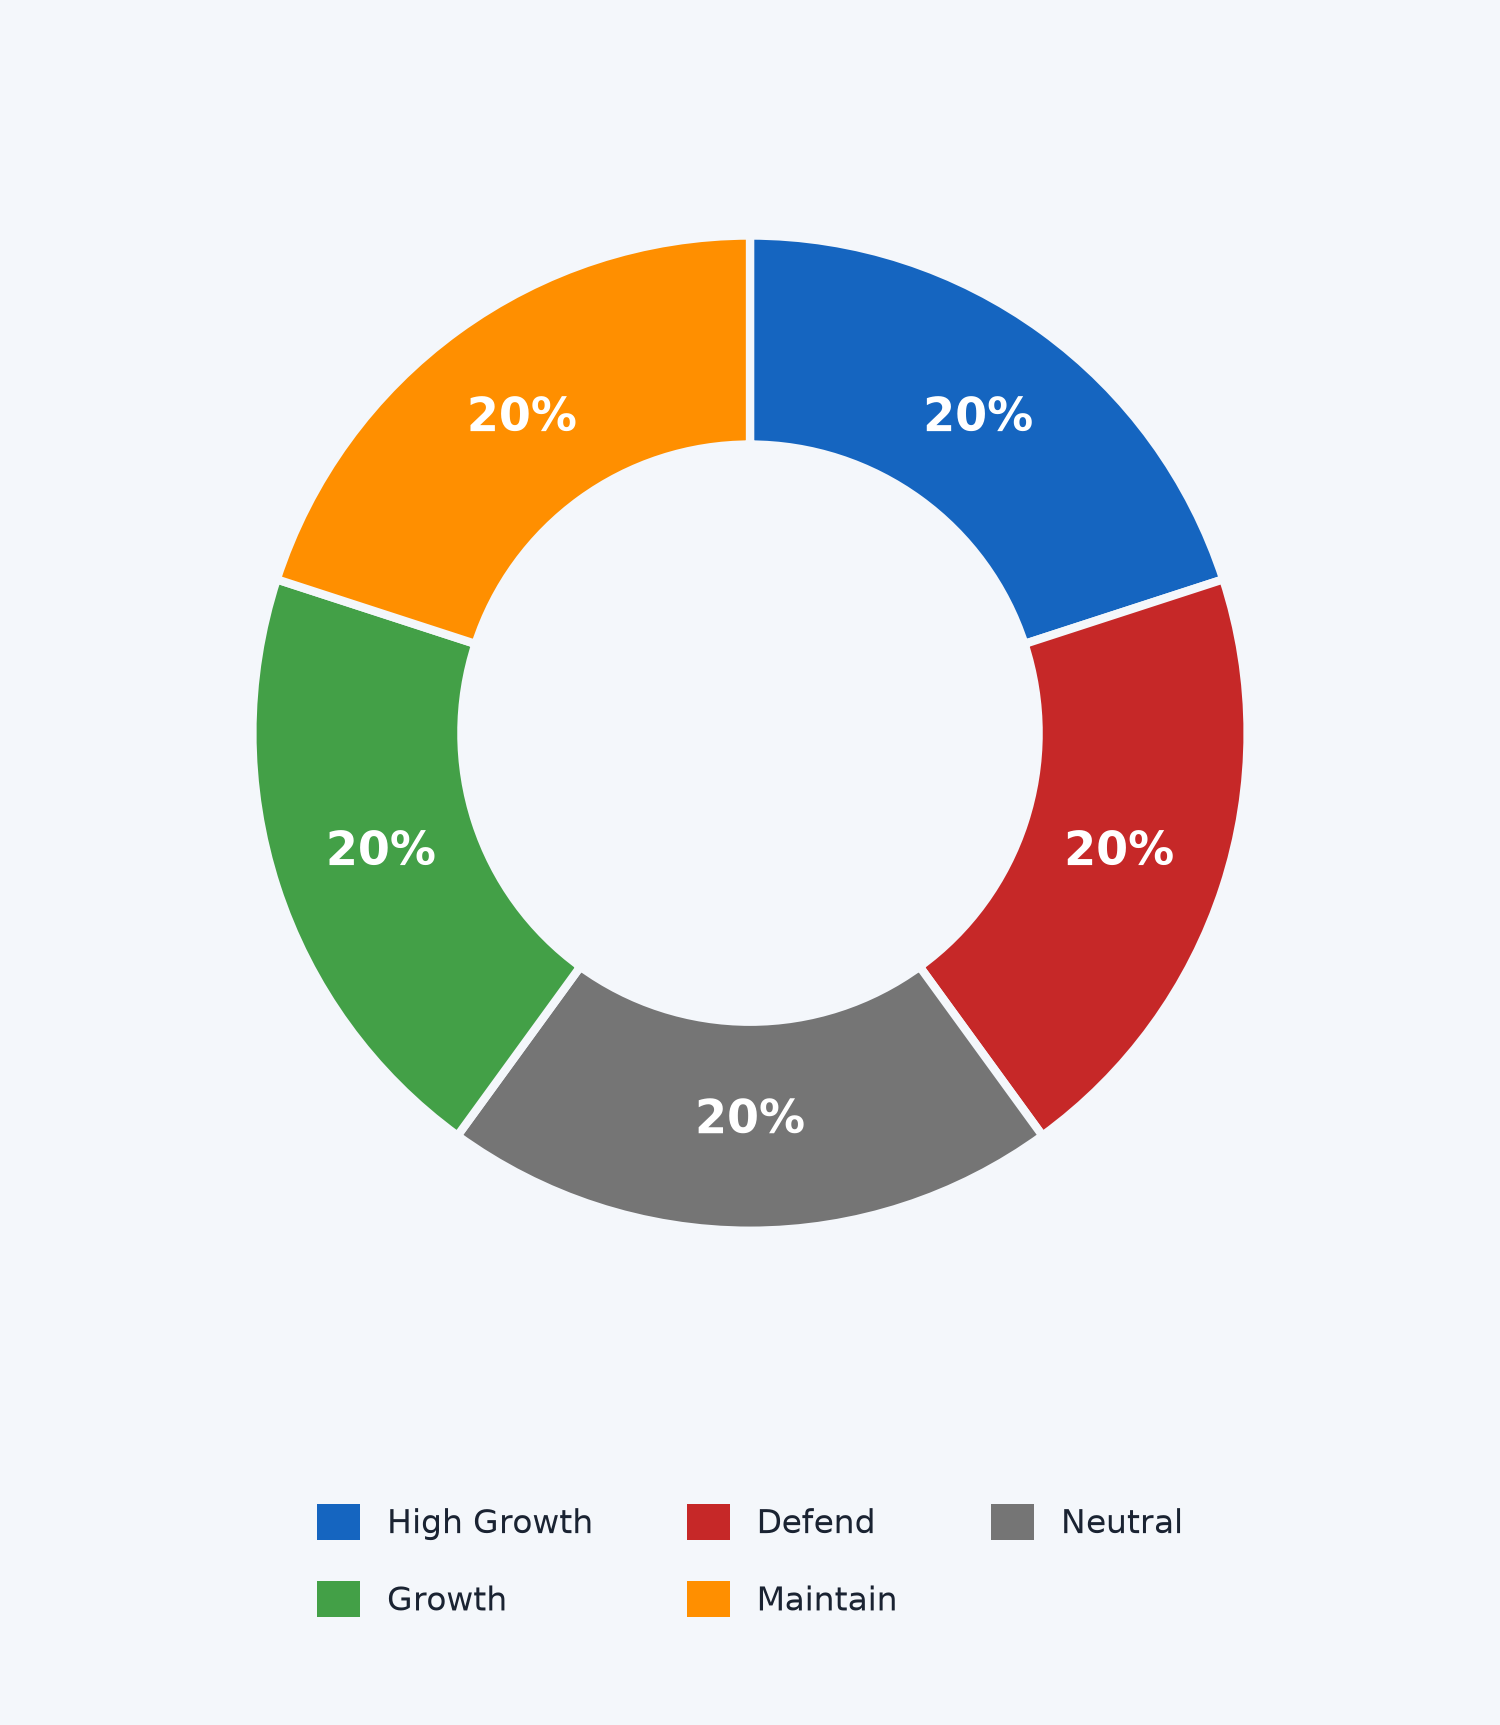 20%
20%
20%
20%
20%
High Growth
Defend
Neutral
Growth
Maintain